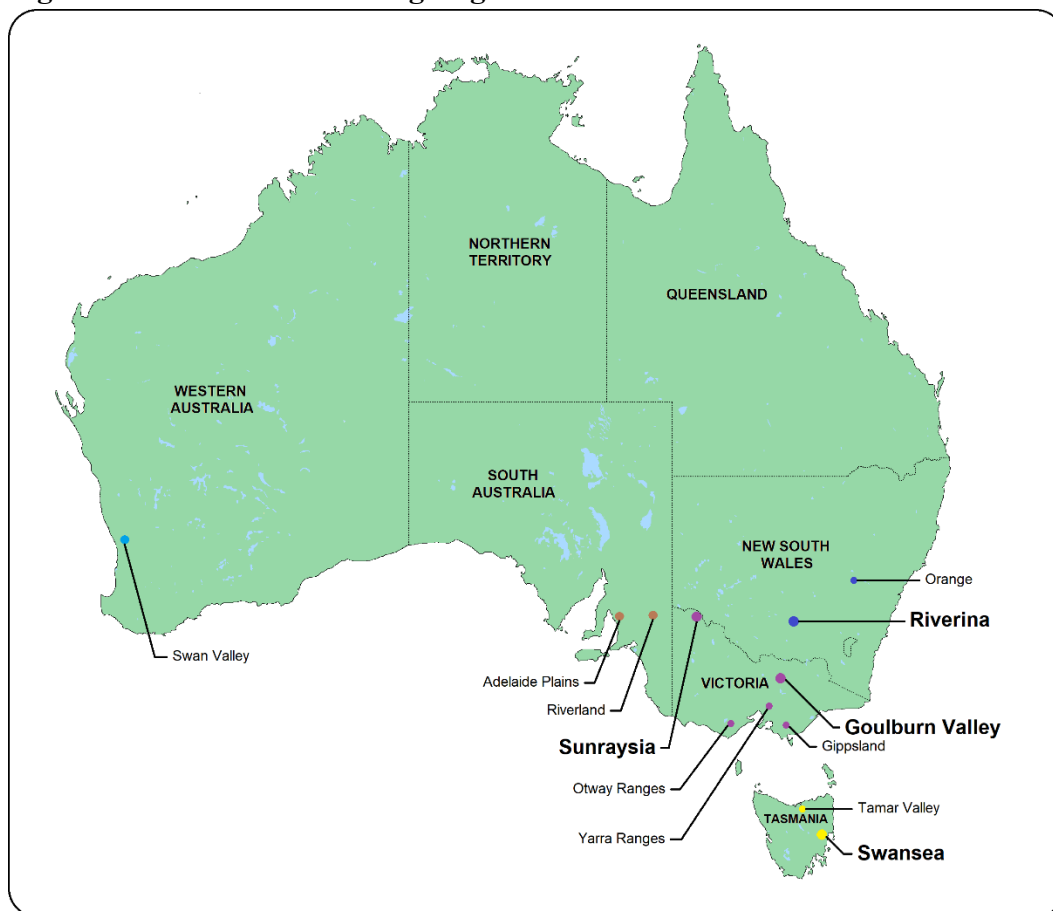 NORTHERN
TERRITORY
QUEENSLAND
WESTERN
AUSTRALIA
SOUTH
AUSTRALIA
NEW SOUTH
WALES
Orange
Riverina
Swan Valley
Adelaide Plains
VICTORIA
Riverland
Goulburn Valley
Sunraysia
Gippsland
Otway Ranges
Tamar Valley
TASMANIA
Yarra Ranges
Swansea